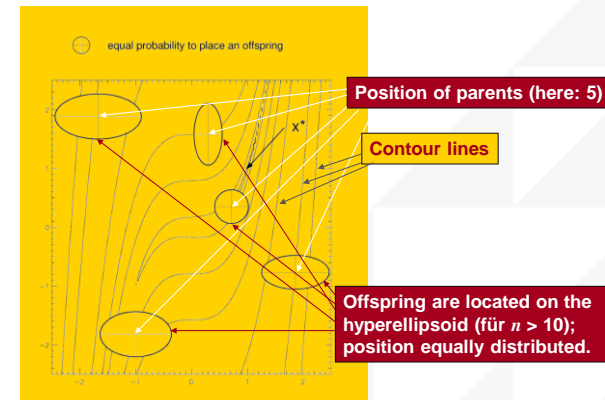 equal probability to place an offspring
Position of parents (here: 5)
X*
Contour lines
Offspring are located on the
hyperellipsoid (für n > 10);
position equally distributed.
2
1
0
-1
-2
-2
-1
0
1
2